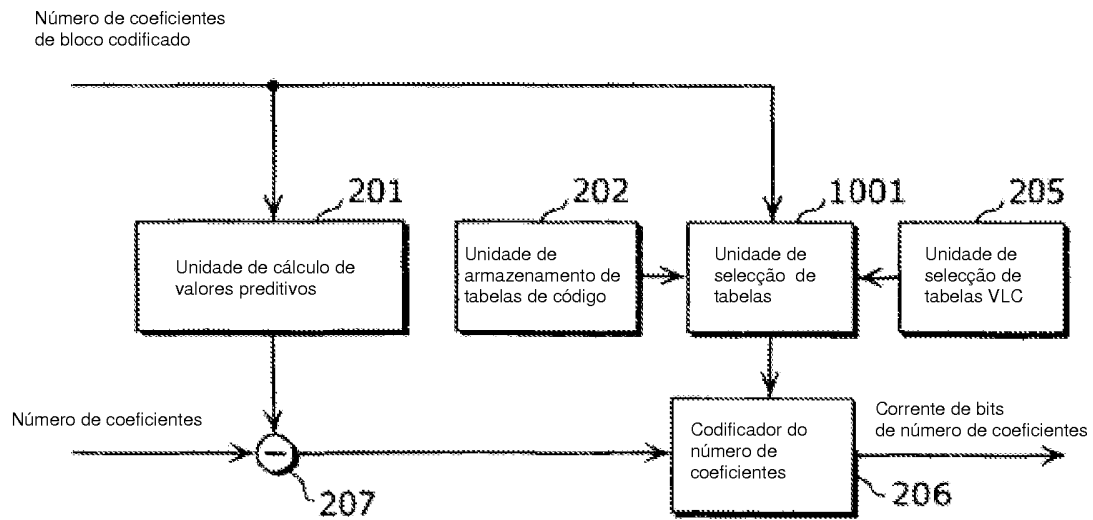 Número de coeficientes
de bloco codificado
201
202
1001
205
Unidade de cálculo de
valores preditivos
Unidade de
armazenamento de
tabelas de código
Unidade de
selecção de
tabelas
Unidade de
selecção de
tabelas VLC
Número de coeficientes
207
Codificador do
número de
coeficientes
206
Corrente de bits
de número de coeficientes